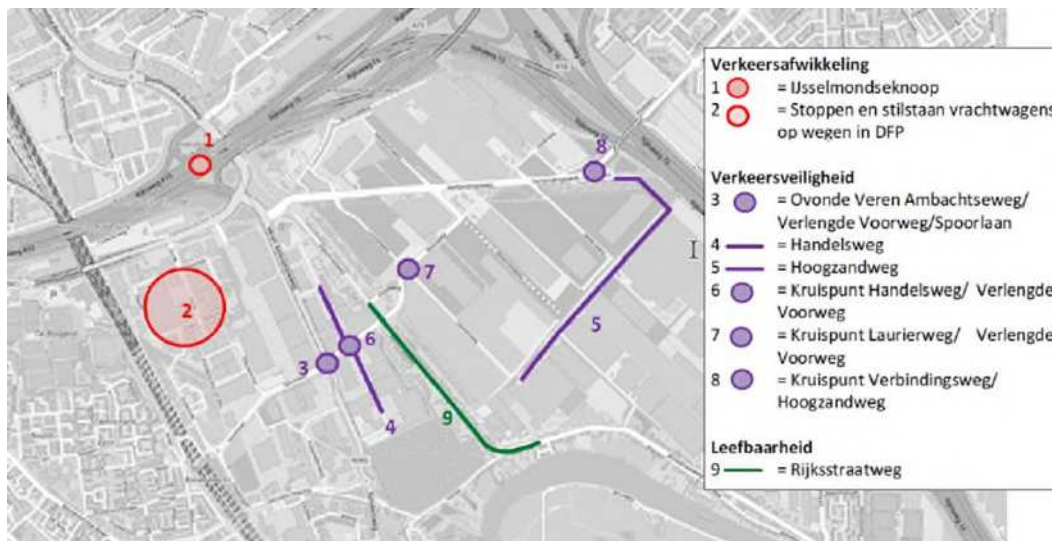 Verkeersafwikkeling
1 = IJsselmondseknoop
2 = Stoppen en stilstaan vrachtwagens
op wegen in DFP
Verkeersveiligheid
3 = Ovonde Veren Ambachtseweg/
Verlengde Voorweg/Spoorlaan
4 = Handelsweg
5 = Hoogzandweg
6 = Kruispunt Handelsweg/ Verlengde
Voorweg
7 = Kruispunt Laurierweg/ Verlengde
Voorweg
8 = Kruispunt Verbindingsweg/
Hoogzandweg
Leefbaarheid
9 = Rijksstraatweg
1
8
7
2
6
5
3
4
9